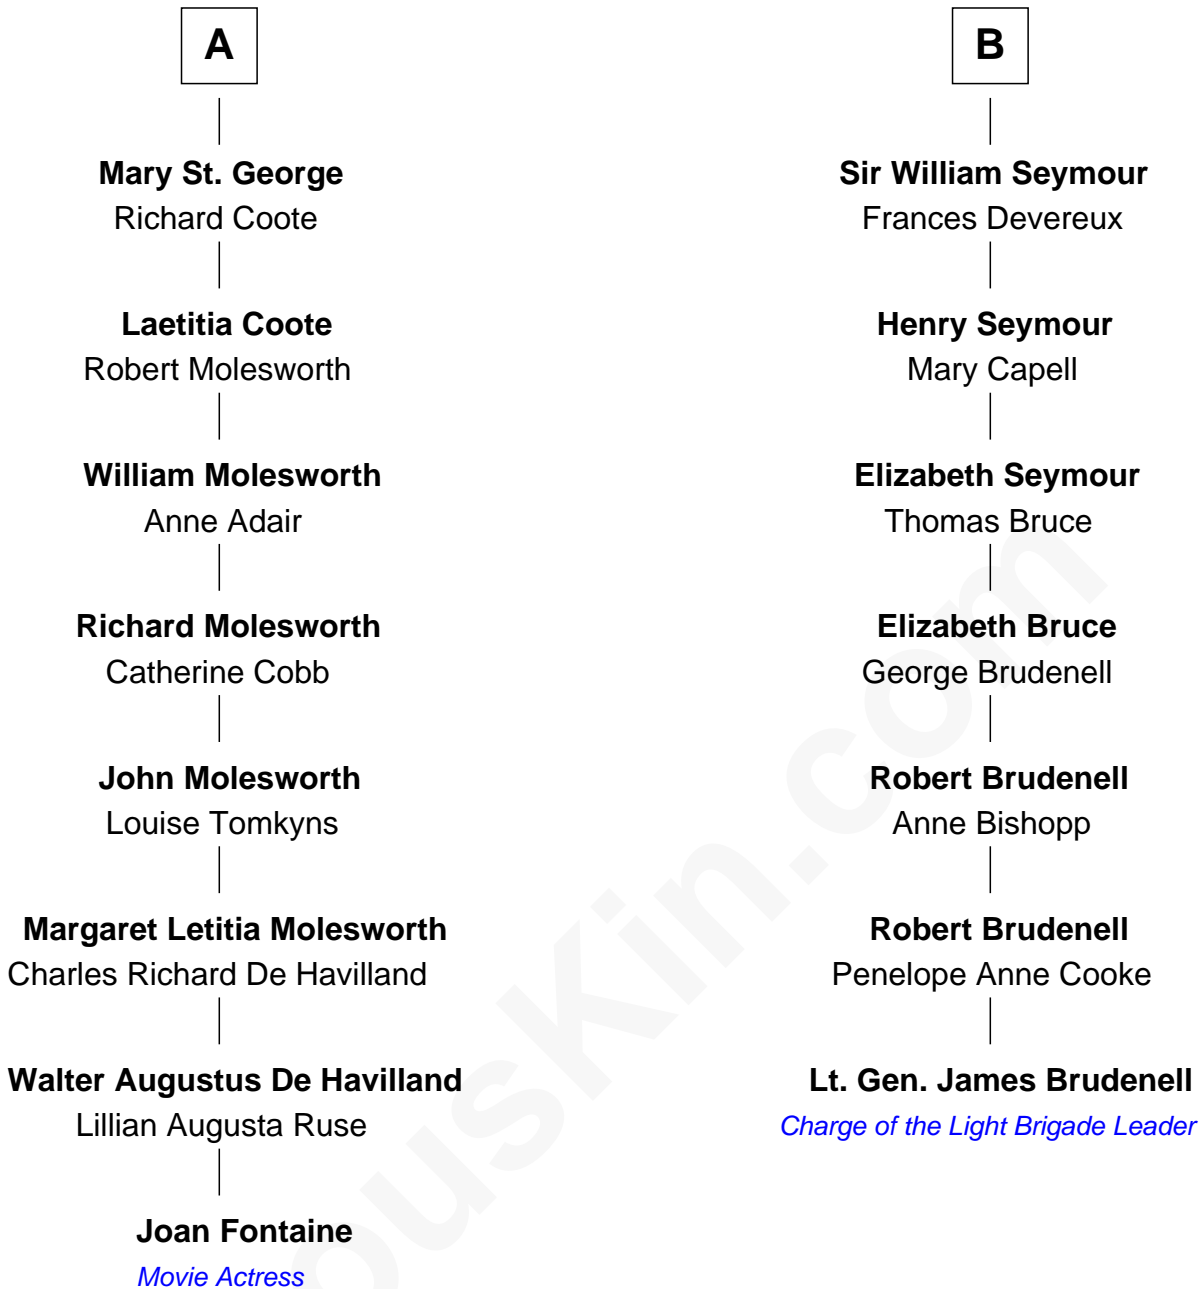 A
Mary St. George
Richard Coote
Laetitia Coote
Robert Molesworth
William Molesworth
Anne Adair
Richard Molesworth
Catherine Cobb
John Molesworth
Louise Tomkyns
Margaret Letitia Molesworth
Charles Richard De Havilland
Walter Augustus De Havilland
Lillian Augusta Ruse
Joan Fontaine
Movie Actress
B
Sir William Seymour
Frances Devereux
Henry Seymour
Mary Capell
Elizabeth Seymour
Thomas Bruce
Elizabeth Bruce
George Brudenell
Robert Brudenell
Anne Bishopp
Robert Brudenell
Penelope Anne Cooke
Lt. Gen. James Brudenell
Charge of the Light Brigade Leader
ousKin.com